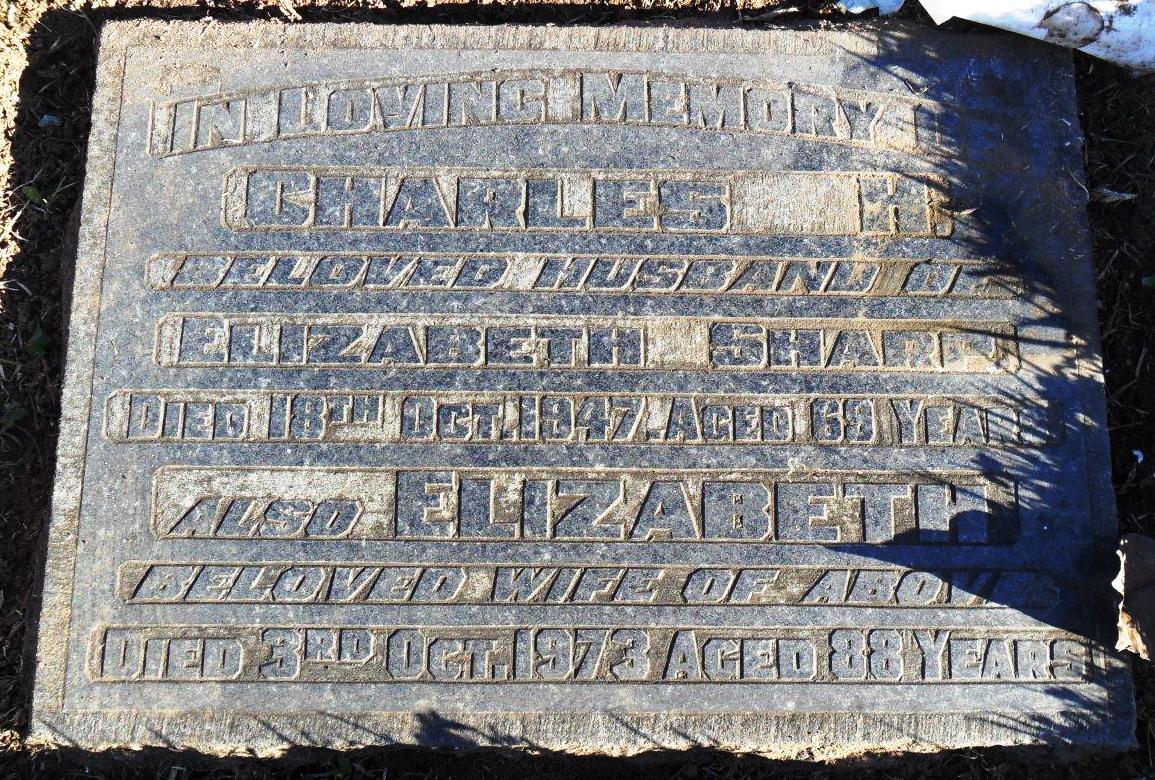 IN LOVING MEMORY OF
CHARLES H.
BELOVED HUSBAND OF
ELIZABETH SHARP
DIED 18TH OCT. 1947. AGED 69 YEARS
ALSO ELIZABETH
BELOVED WIFE OF ABOVE
DIED 3RD OCT. 1973 AGED 88 YEARS